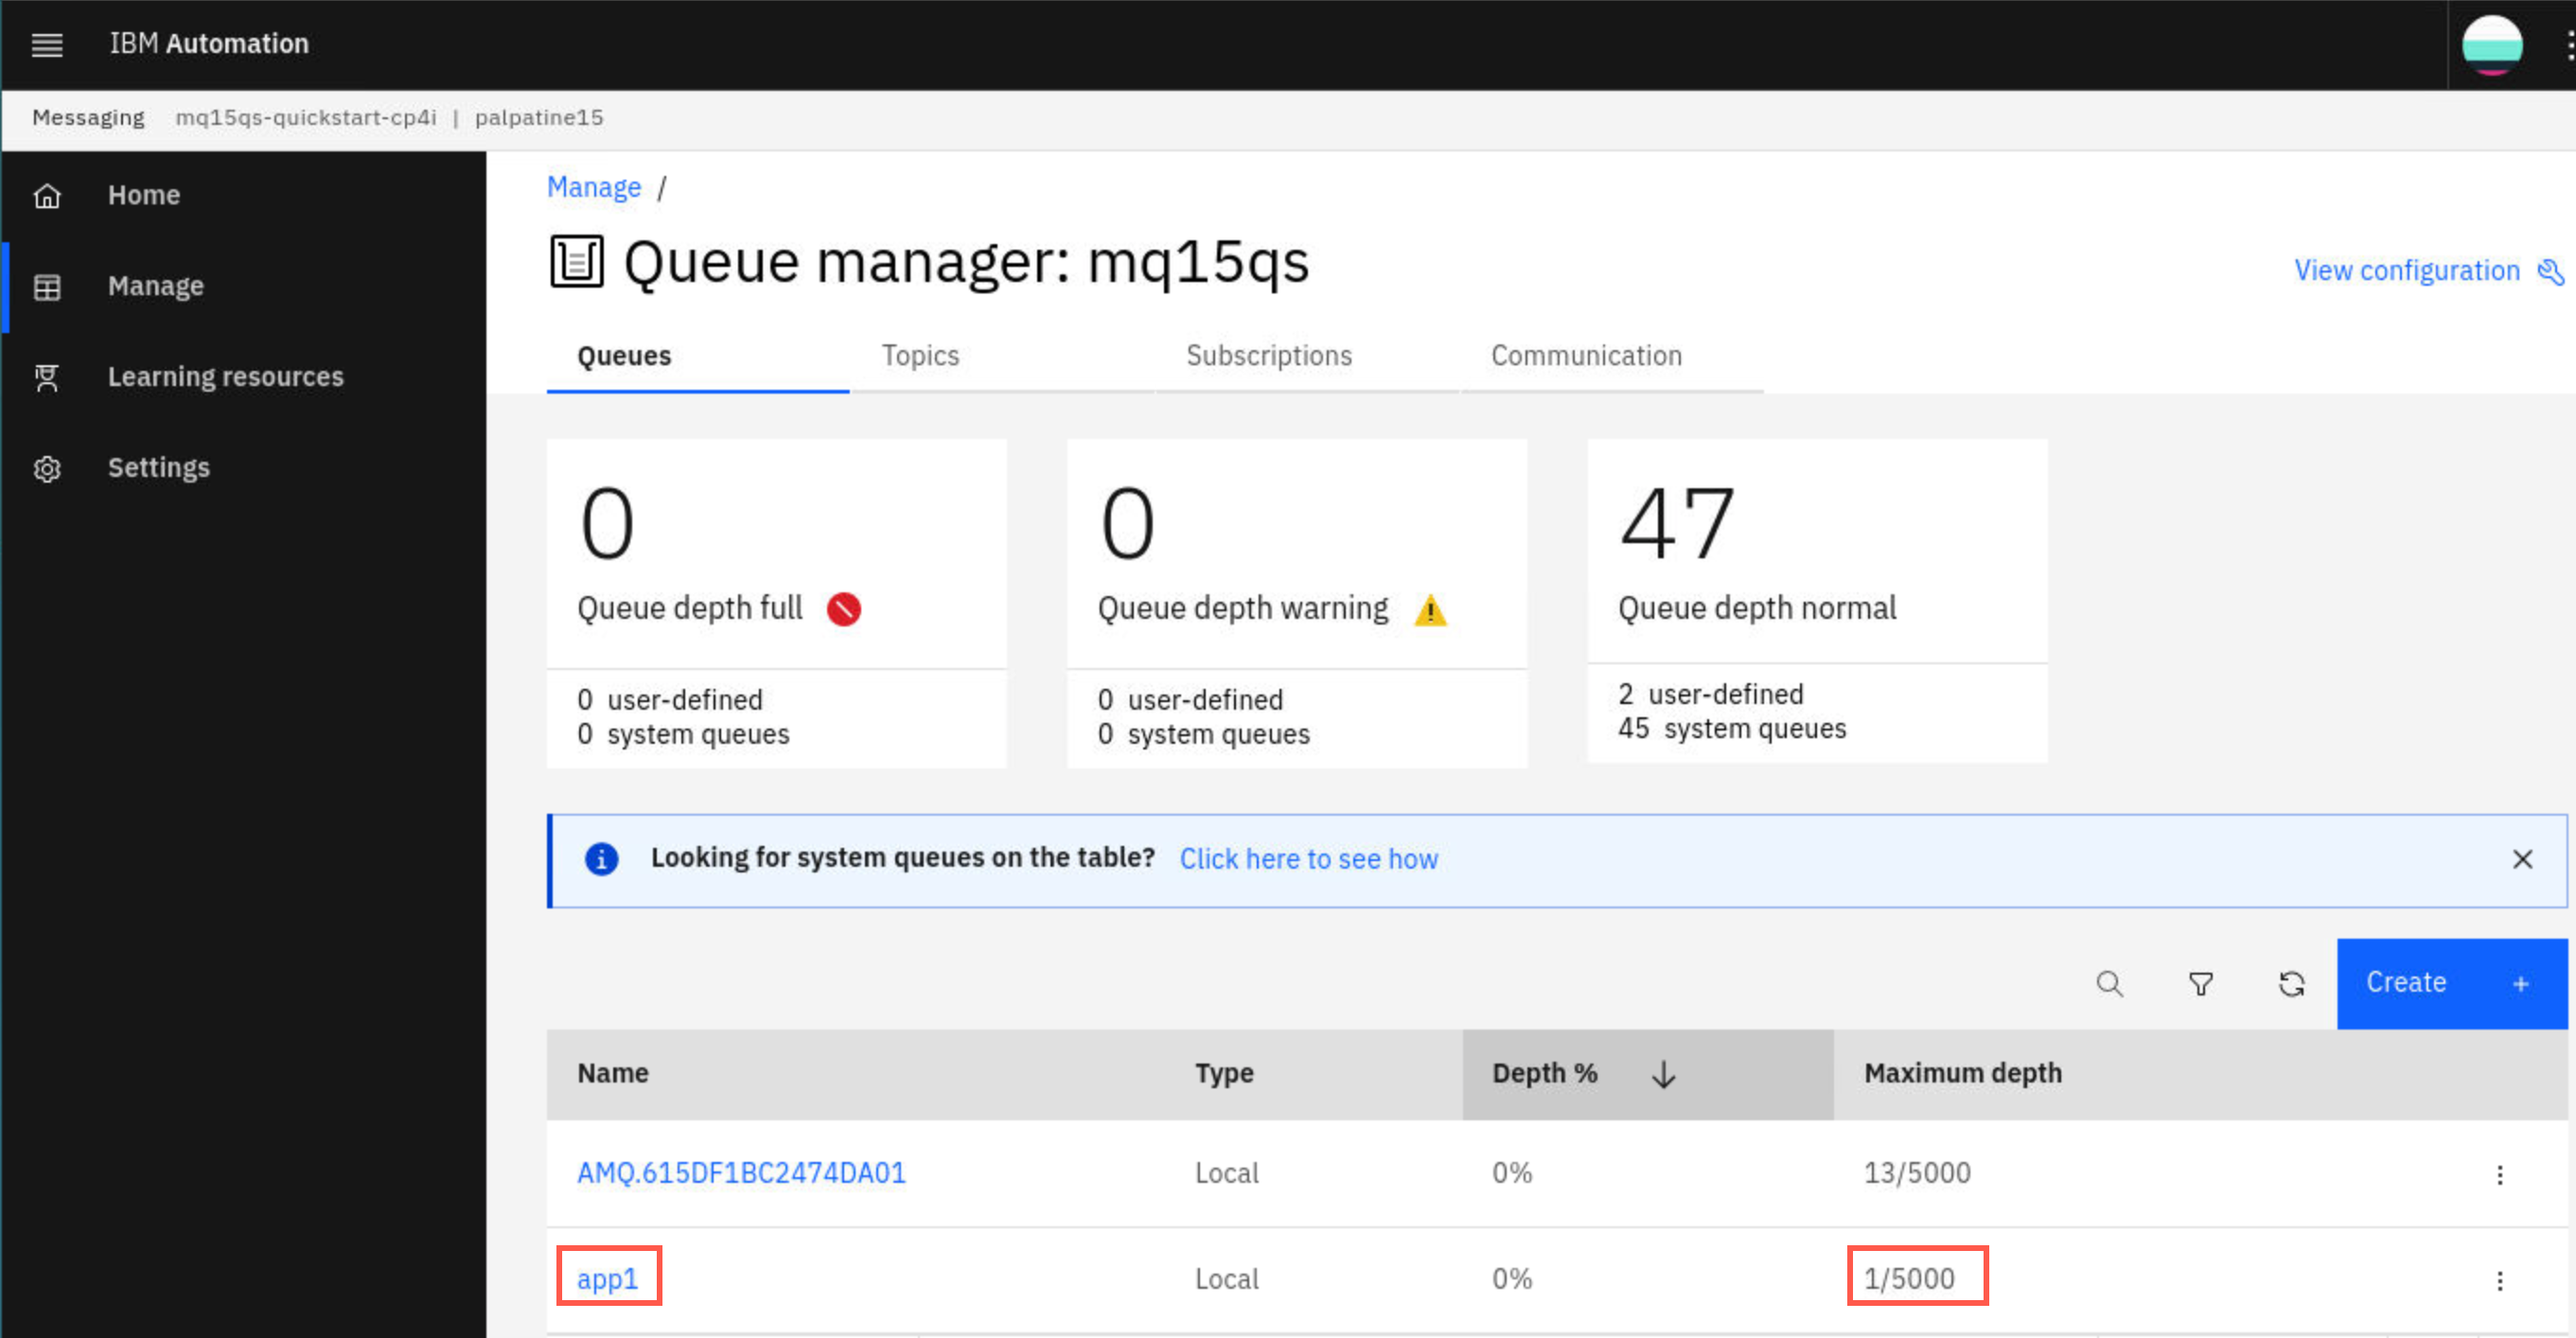 IBM Automation
Messaging mq15qs-quickstart-cp4i | palpatine15
Home
Manage
Learning resources
Settings
Manage /
Queue manager: mq15qs
View configuration
Queues Topics Subscriptions Communication
0
Queue depth full
0 user-defined
0 system queues
0
Queue depth warning
0 user-defined
0 system queues
47
Queue depth normal
2 user-defined
45 system queues
Looking for system queues on the table? Click here to see how
Create +
Name Type Depth % Maximum depth
AMQ.615DF1BC2474DA01 Local 0% 13/5000
app1 Local 0% 1/5000